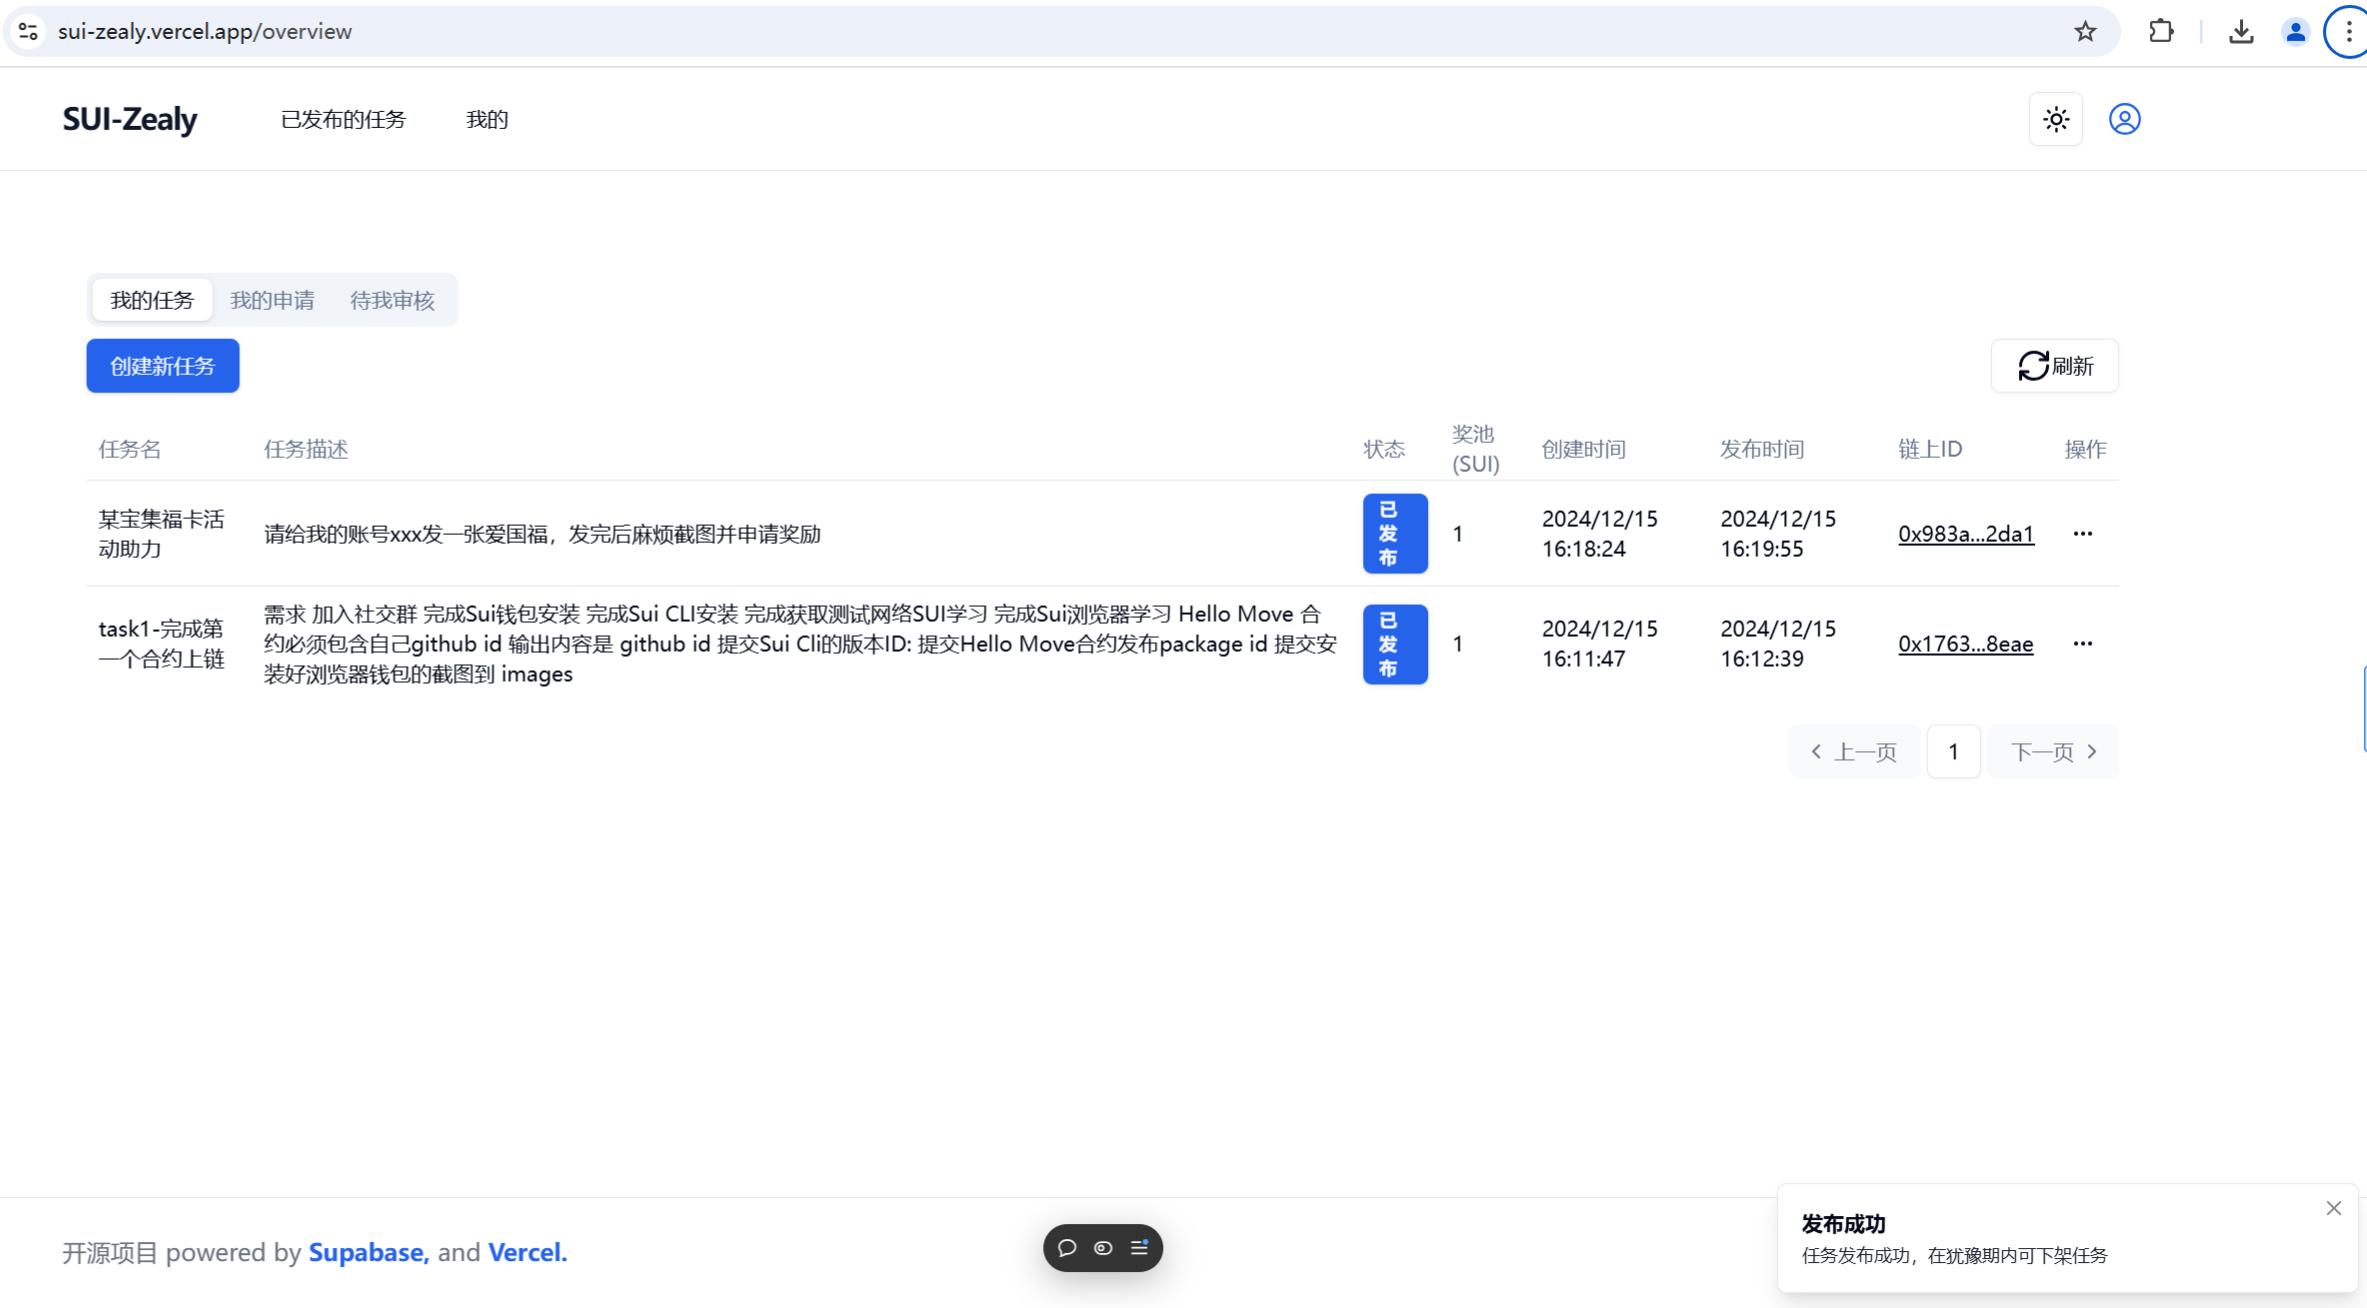 sui-zealy.vercel.app/overview
SUI-Zealy
已发布的任务
我的
我的任务
我的申请
待我审核
创建新任务
刷新
任务名
任务描述
状态
奖池
(SUI)
创建时间
发布时间
链上ID
操作
某宝集福卡活
动助力
请给我的账号xxx发一张爱国福，发完后麻烦截图并申请奖励
已
发
布
1
2024/12/15
16:18:24
2024/12/15
16:19:55
0x983a...2da1
task1-完成第
一个合约上链
需求 加入社交群 完成Sui钱包安装 完成Sui CLI安装 完成获取测试网络SUI学习 完成Sui浏览器学习 Hello Move 合
约必须包含自己github id 输出内容是 github id 提交Sui Cli的版本ID: 提交Hello Move合约发布package id 提交安
装好浏览器钱包的截图到 images
已
发
布
1
2024/12/15
16:11:47
2024/12/15
16:12:39
0x1763...8eae
上一页
1
下一页
开源项目 powered by Supabase, and Vercel.
发布成功
任务发布成功，在犹豫期内可下架任务